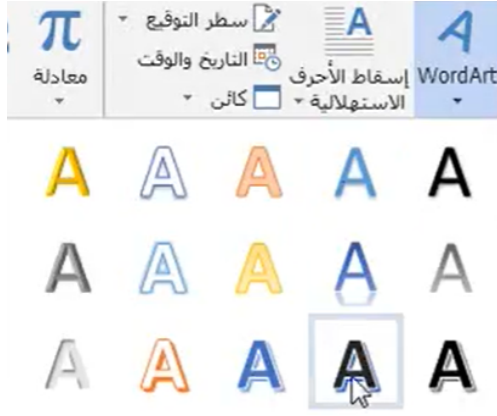 WordArt
إسقاط الأحرف
الاستهلالية
سطر التوقيع
التاريخ والوقت
كائن
π
معادلة
A A A A A
A A A A A
A A A A A